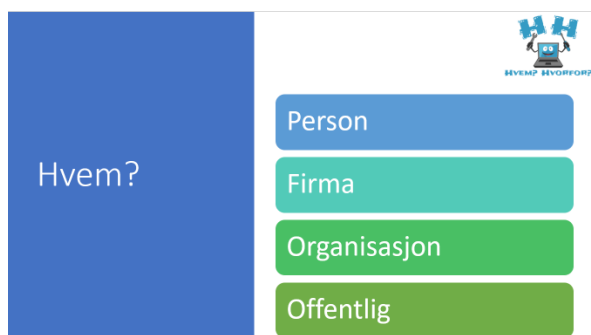 H H
HVEM? HVORFOR?
Hvem?
Person
Firma
Organisasjon
Offentlig